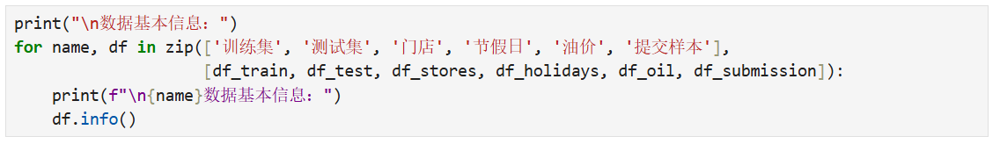 print("\n数据基本信息：")
for name, df in zip(['训练集', '测试集', '门店', '节假日', '油价', '提交样本'],
                    [df_train, df_test, df_stores, df_holidays, df_oil, df_submission]):
    print(f"\n{name}数据基本信息：")
    df.info()